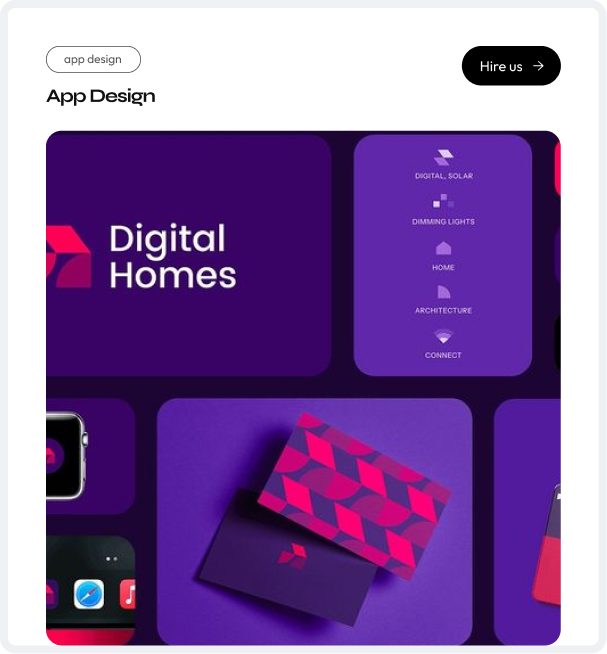 app design
Hire us
App Design
Digital
Homes
DIGITAL, SOLAR
DIMMING LIGHTS
HOME
ARCHITECTURE
CONNECT